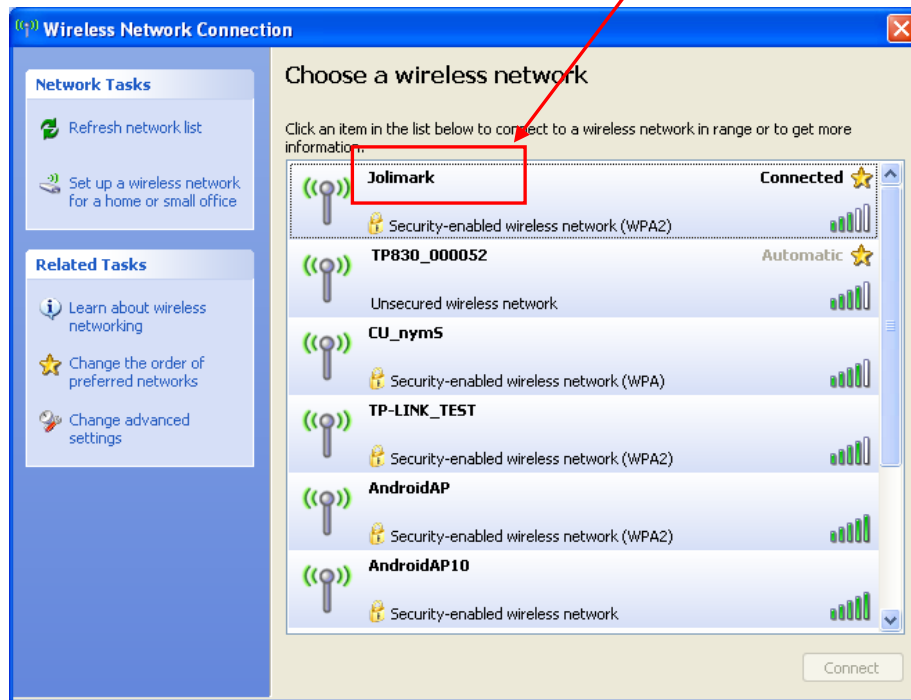 Wireless Network Connection
Network Tasks
Refresh network list
Set up a wireless network
for a home or small office
Related Tasks
Learn about wireless
networking
Change the order of
preferred networks
Change advanced
settings
Choose a wireless network
Click an item in the list below to connect to a wireless network in range or to get more
information.
Jolimark Connected
Security-enabled wireless network (WPA2)
TP830_000052 Automatic
Unsecured wireless network
CU_nymS
Security-enabled wireless network (WPA)
TP-LINK_TEST
Security-enabled wireless network (WPA2)
AndroidAP
Security-enabled wireless network (WPA2)
AndroidAP10
Security-enabled wireless network
Connect